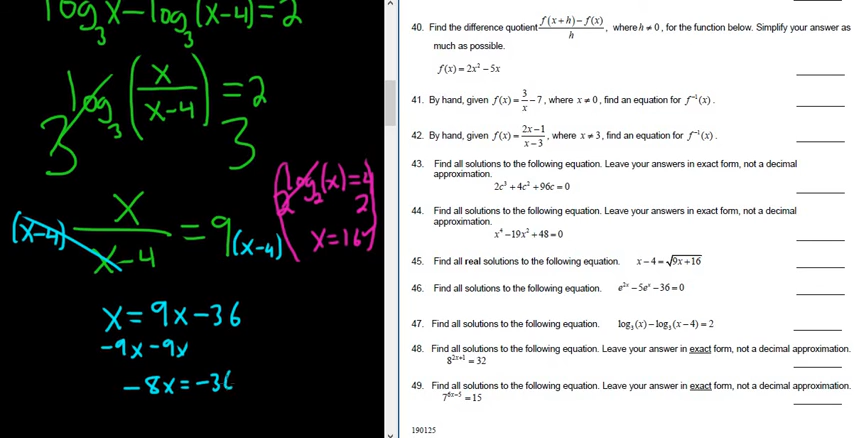 log₃x-log₃(x-4)=2
3^log₃(x/(x-4)) = 2 3
x/(x-4) = 9(x-4)
(x-4)
3^
log₂(x)=4
2 2
x=16
x = 9x-36
-9x -9x
-8x=-36
40. Find the difference quotient (f(x+h)-f(x))/h, where h ≠ 0, for the function below. Simplify your answer as
much as possible.
f(x) = 2x² - 5x
41. By hand, given f(x) = 3/x - 7, where x ≠ 0, find an equation for f⁻¹(x).
42. By hand, given f(x) = (2x-1)/(x-3), where x ≠ 3, find an equation for f⁻¹(x).
43. Find all solutions to the following equation. Leave your answers in exact form, not a decimal
approximation.
2c³ + 4c² + 96c = 0
44. Find all solutions to the following equation. Leave your answers in exact form, not a decimal
approximation.
x⁴ - 19x² + 48 = 0
45. Find all real solutions to the following equation. x - 4 = √(9x + 16)
46. Find all solutions to the following equation. e²ˣ - 5eˣ - 36 = 0
47. Find all solutions to the following equation. log₃(x) - log₃(x - 4) = 2
48. Find all solutions to the following equation. Leave your answers in exact form, not a decimal approximation.
8²ˣ⁺¹ = 32
49. Find all solutions to the following equation. Leave your answers in exact form, not a decimal approximation.
7⁶ˣ⁻⁵ = 15
190125